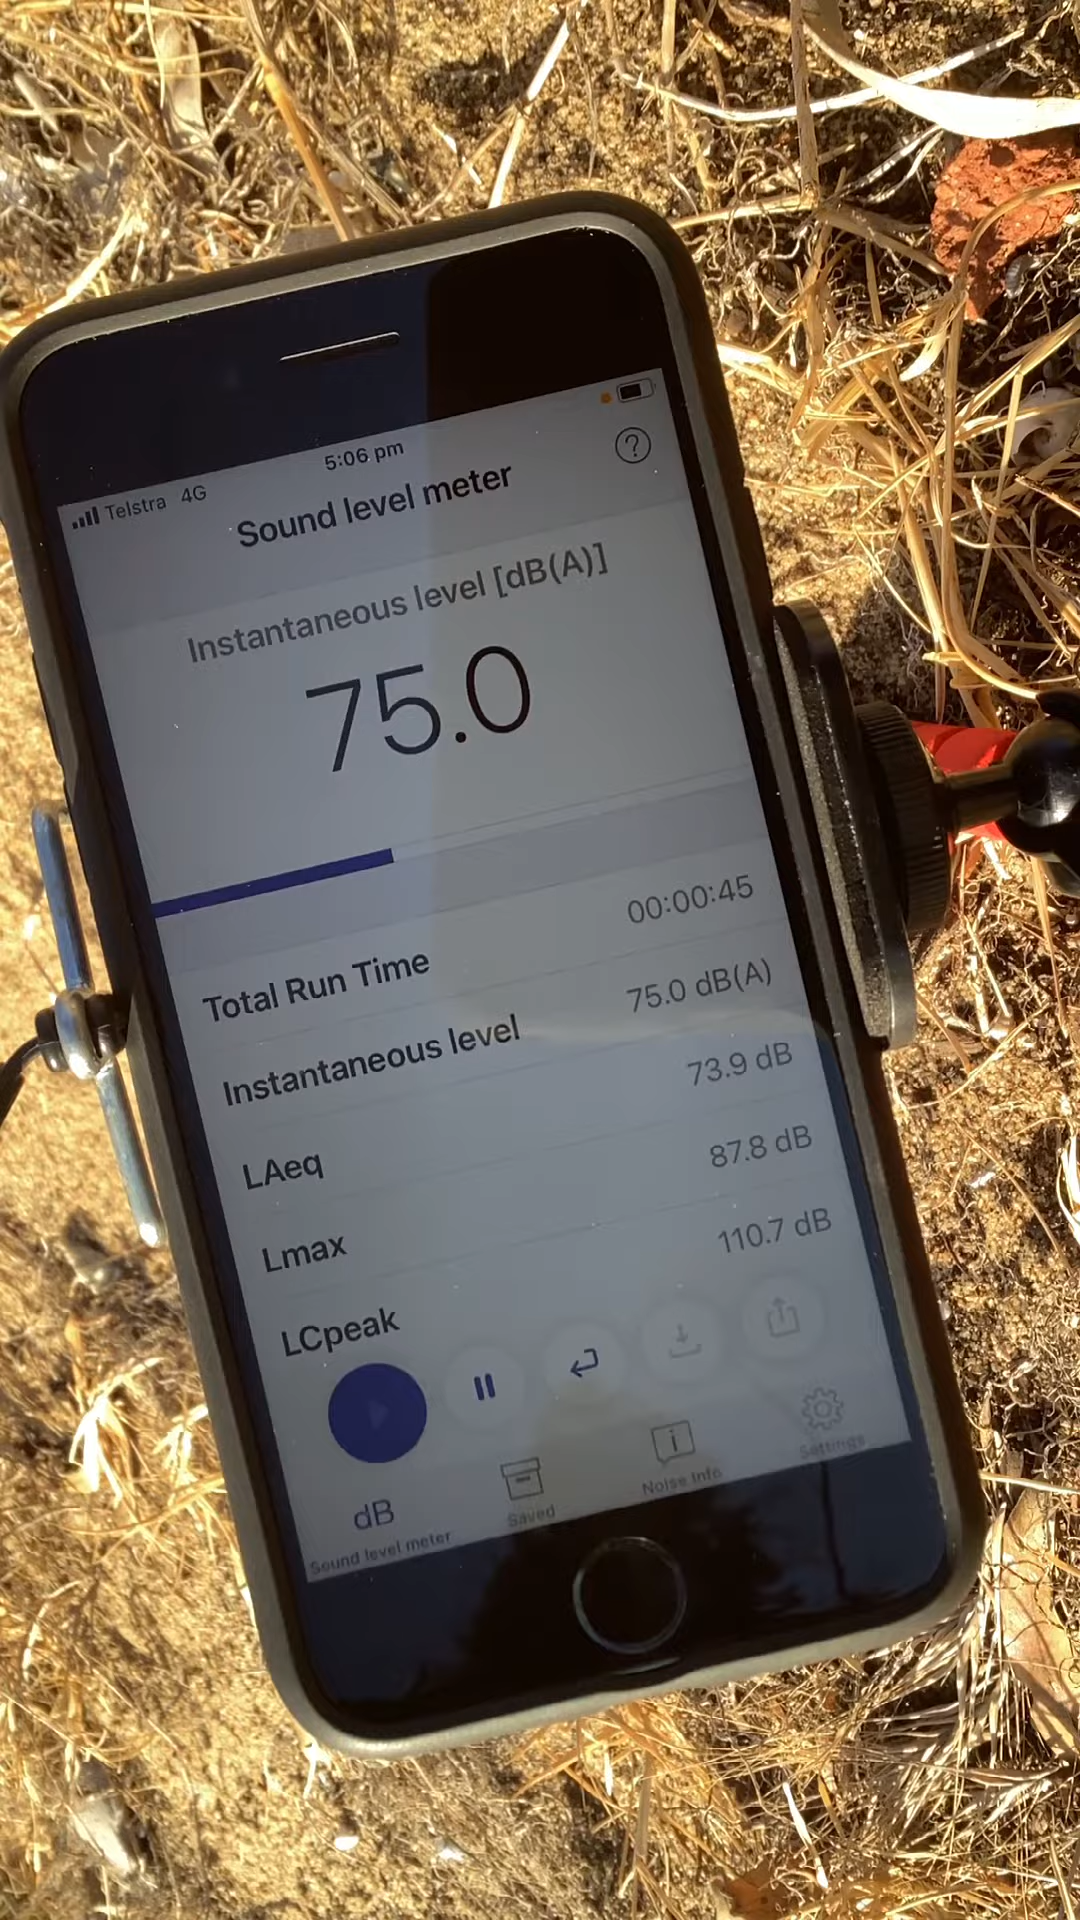 Telstra 4G 5:06 pm
Sound level meter
?
Instantaneous level [dB(A)]
75.0
Total Run Time 00:00:45
Instantaneous level 75.0 dB(A)
LAeq 73.9 dB
Lmax 87.8 dB
LCpeak 110.7 dB
dB
Sound level meter Saved Noise Info Settings